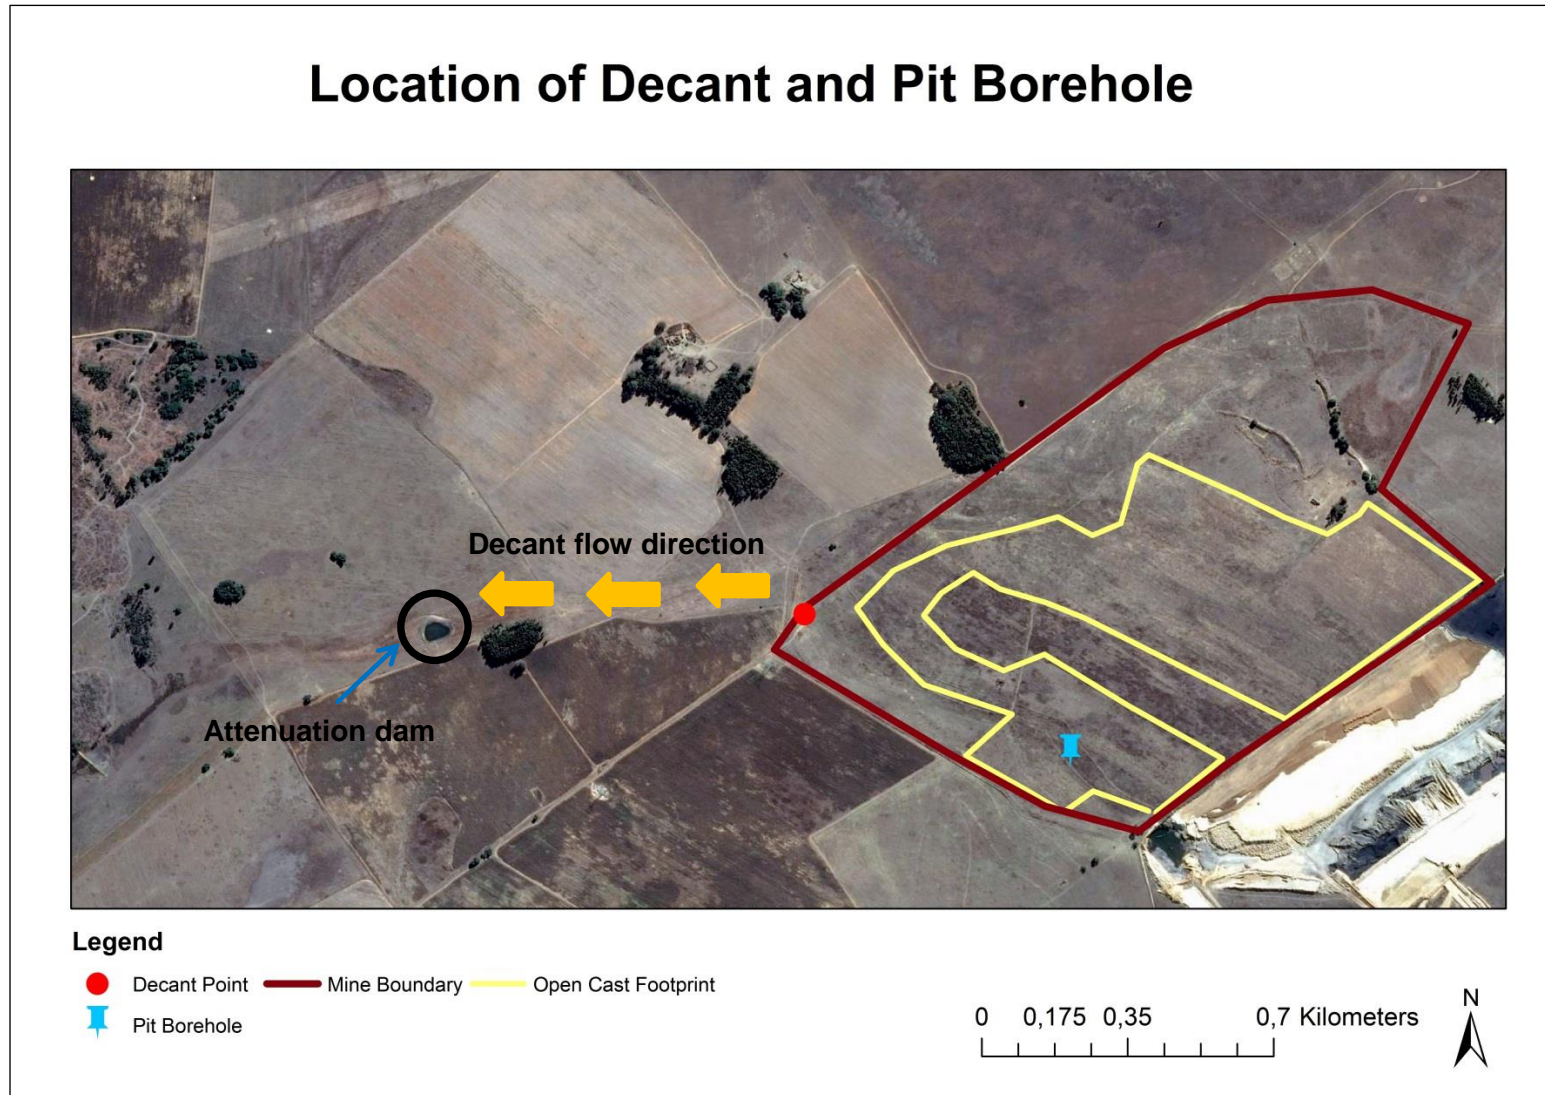 Location of Decant and Pit Borehole
Decant flow direction
Attenuation dam
Legend
Decant Point
Mine Boundary
Open Cast Footprint
Pit Borehole
0 0,175 0,35 0,7 Kilometers
N